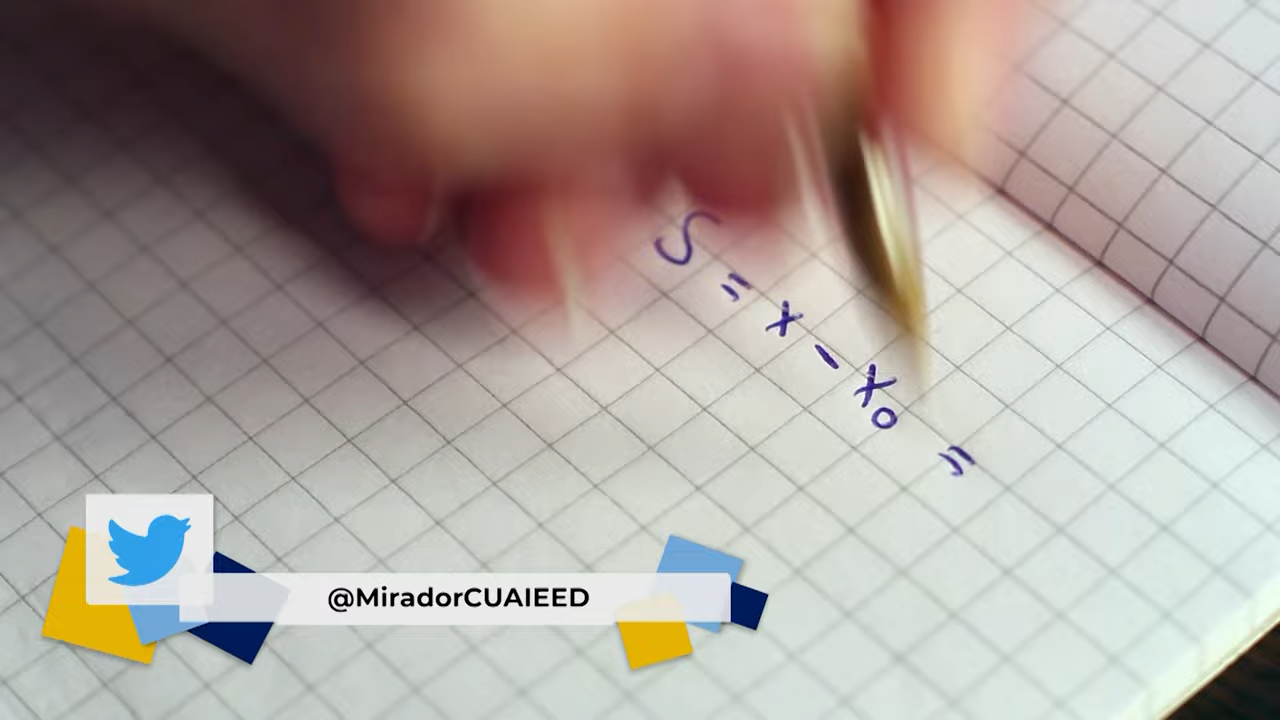 S = x - x₀ =
@MiradorCUAIEED